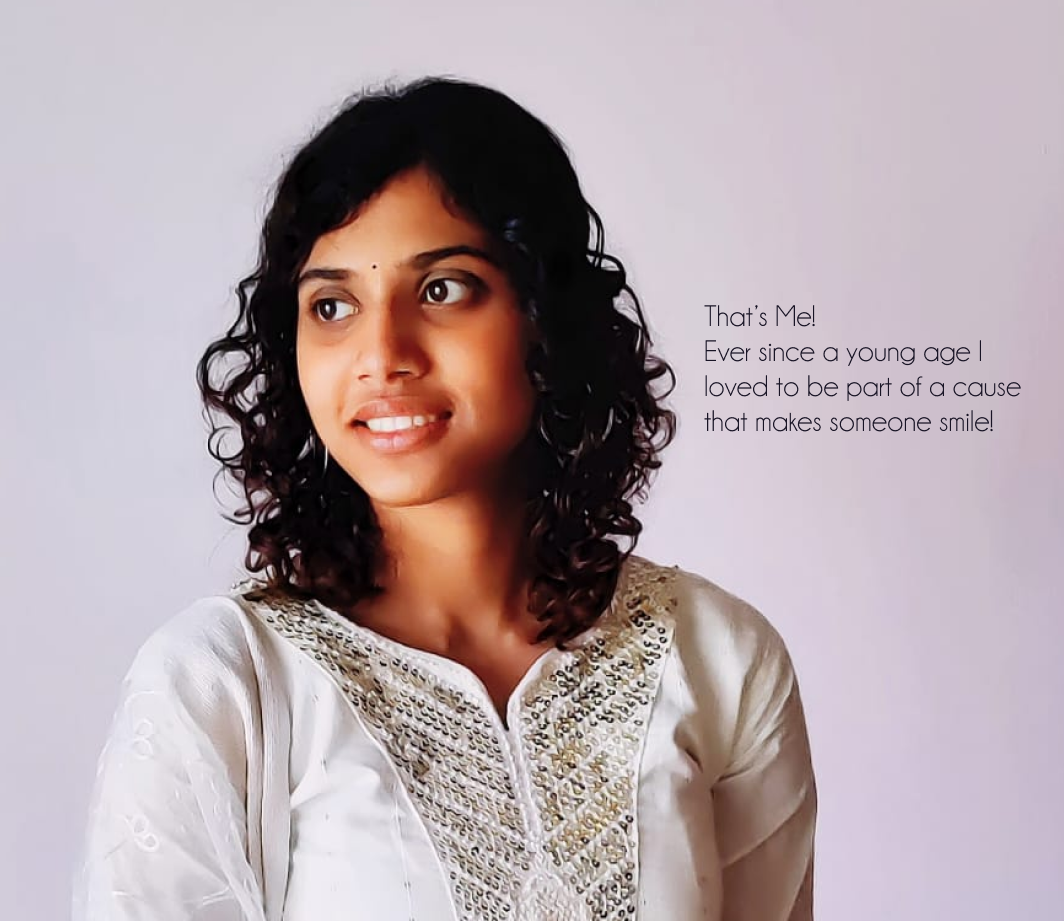 That's Me!
Ever since a young age I
loved to be part of a cause
that makes someone smile!